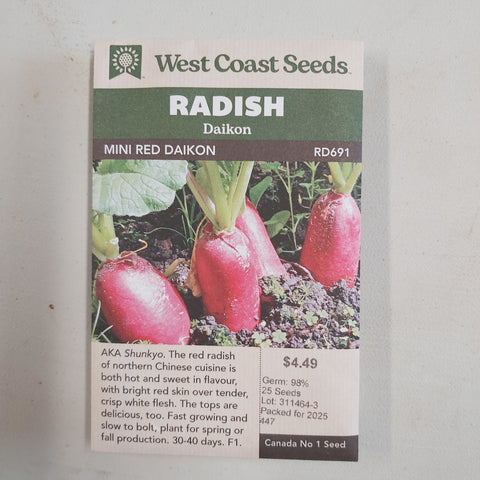 West Coast Seeds
RADISH
Daikon
MINI RED DAIKON RD691
AKA Shunkyo. The red radish
of northern Chinese cuisine is
both hot and sweet in flavour,
with bright red skin over tender,
crisp white flesh. The tops are
delicious, too. Fast growing and
slow to bolt, plant for spring or
fall production. 30-40 days. F1.
$4.49
Germ: 98%
25 Seeds
Lot: 311464-3
Packed for 2025
447
Canada No 1 Seed